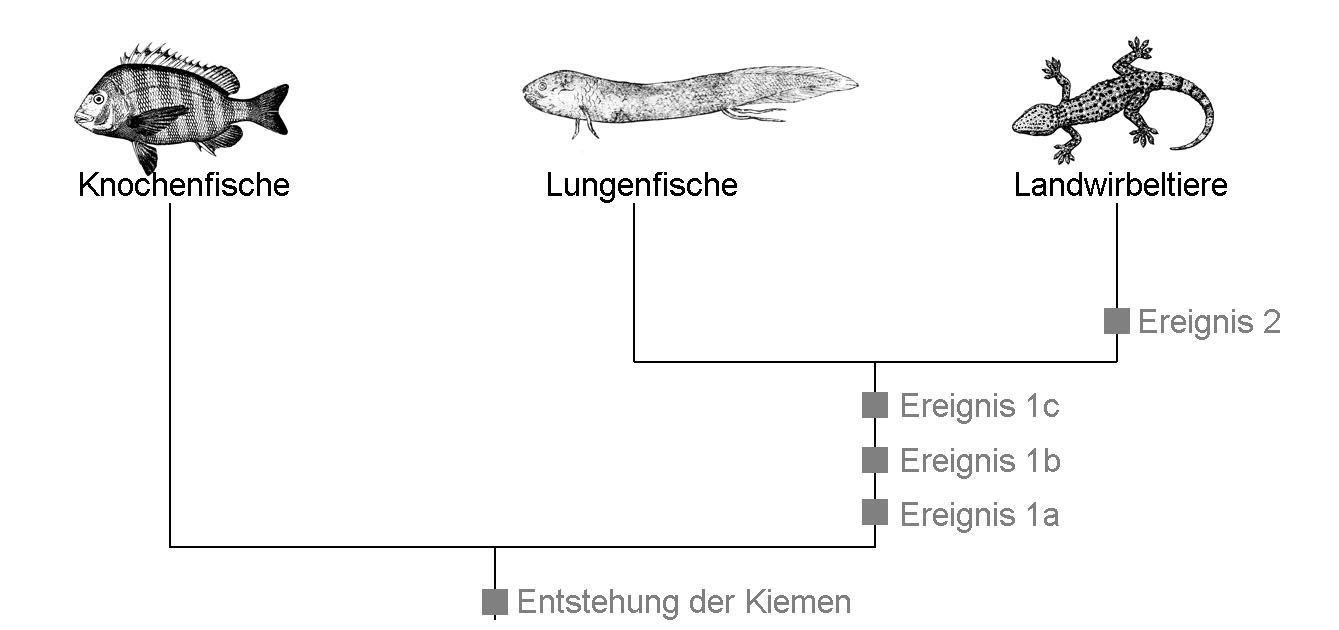 Knochenfische
Lungenfische
Landwirbeltiere
Ereignis 2
Ereignis 1c
Ereignis 1b
Ereignis 1a
Entstehung der Kiemen